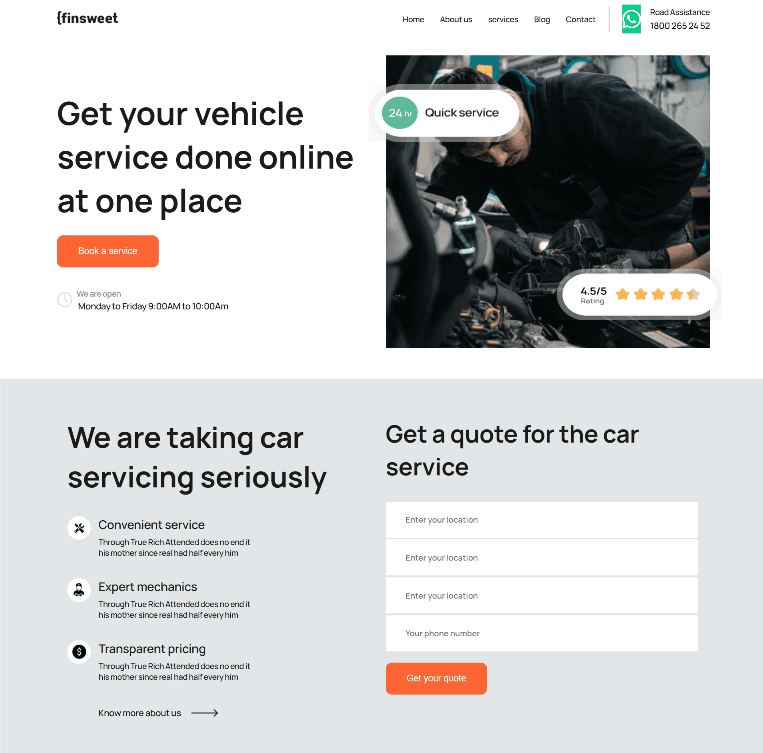 {finsweet
Home About us services Blog Contact
Road Assistance
1800 265 24 52
Get your vehicle
service done online
at one place
Book a service
We are open
Monday to Friday 9:00AM to 10:00Am
24 hr Quick service
4.5/5
Rating
We are taking car
servicing seriously
Convenient service
Through True Rich Attended does no end it
his mother since real had half every him
Expert mechanics
Through True Rich Attended does no end it
his mother since real had half every him
Transparent pricing
Through True Rich Attended does no end it
his mother since real had half every him
Know more about us
Get a quote for the car
service
Enter your location
Enter your location
Enter your location
Your phone number
Get your quote